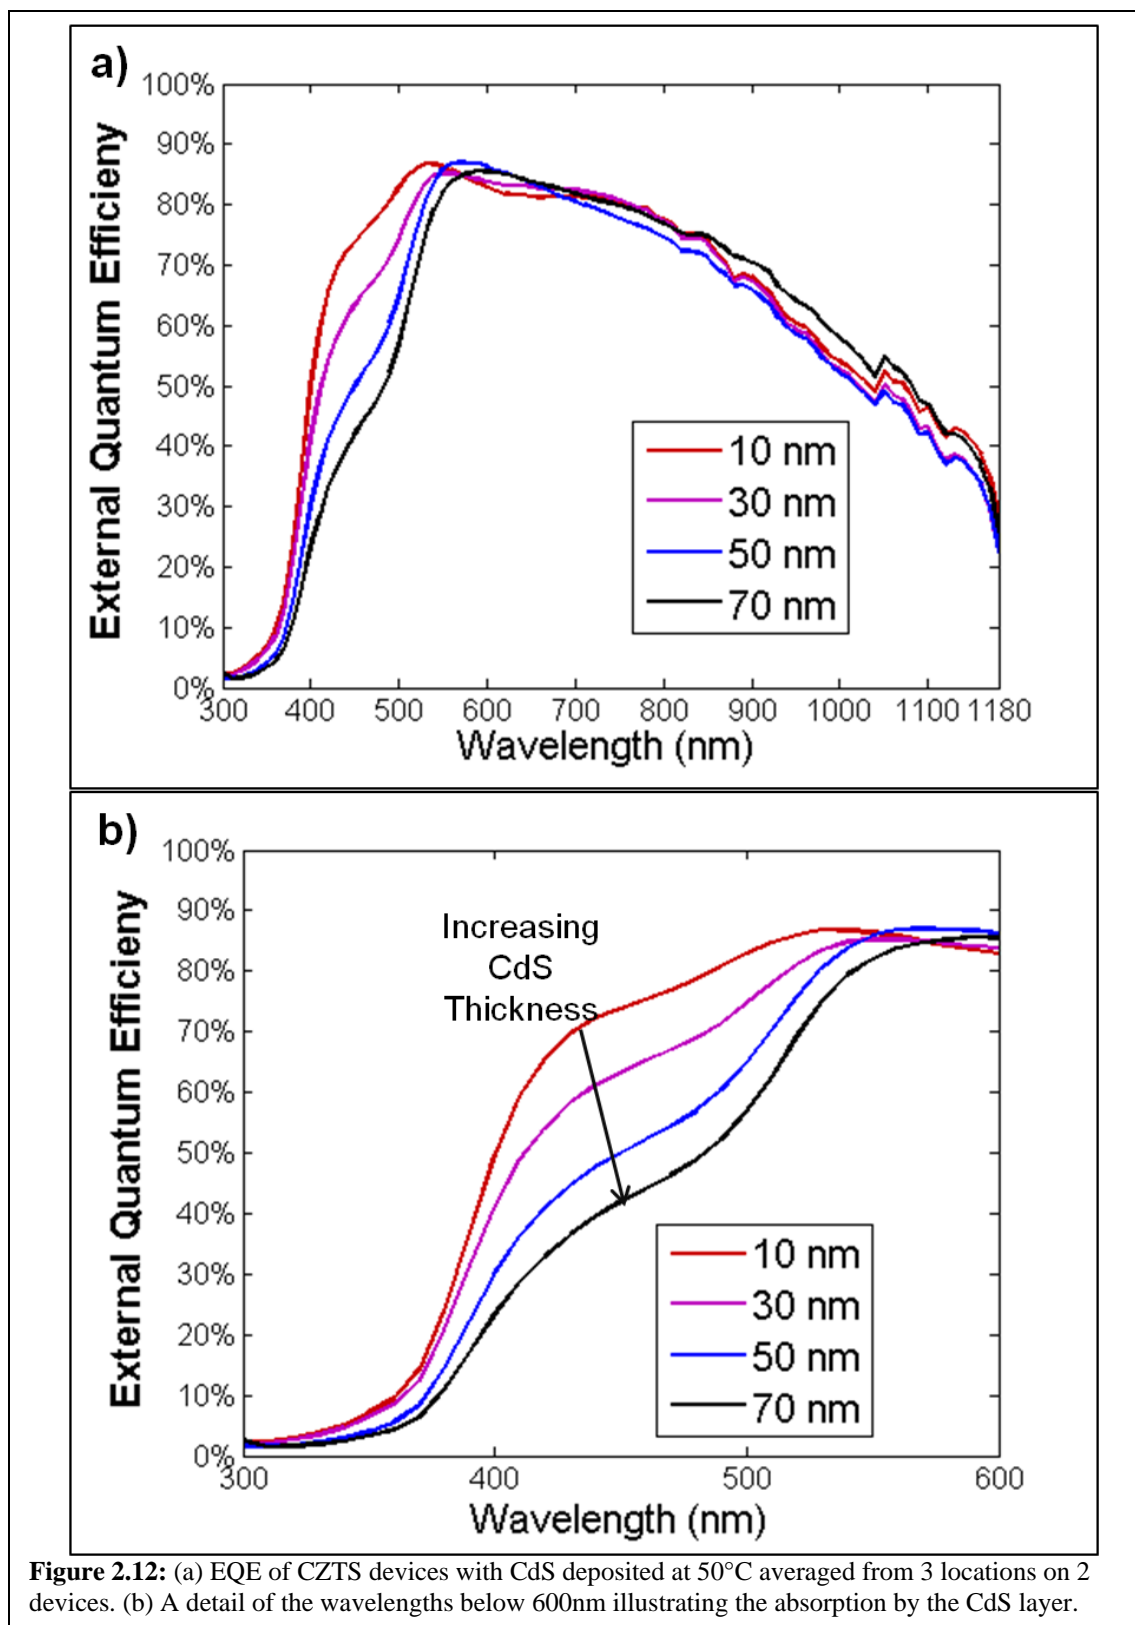 a)
100%
90%
80%
70%
60%
50%
40%
30%
20%
10%
0%
External Quantum Efficieny
10 nm
30 nm
50 nm
70 nm
300 400 500 600 700 800 900 1000 1100 1180
Wavelength (nm)
b)
100%
90%
80%
70%
60%
50%
40%
30%
20%
10%
0%
External Quantum Efficieny
Increasing
CdS
Thickness
10 nm
30 nm
50 nm
70 nm
300 400 500 600
Wavelength (nm)
Figure 2.12: (a) EQE of CZTS devices with CdS deposited at 50°C averaged from 3 locations on 2
devices. (b) A detail of the wavelengths below 600nm illustrating the absorption by the CdS layer.